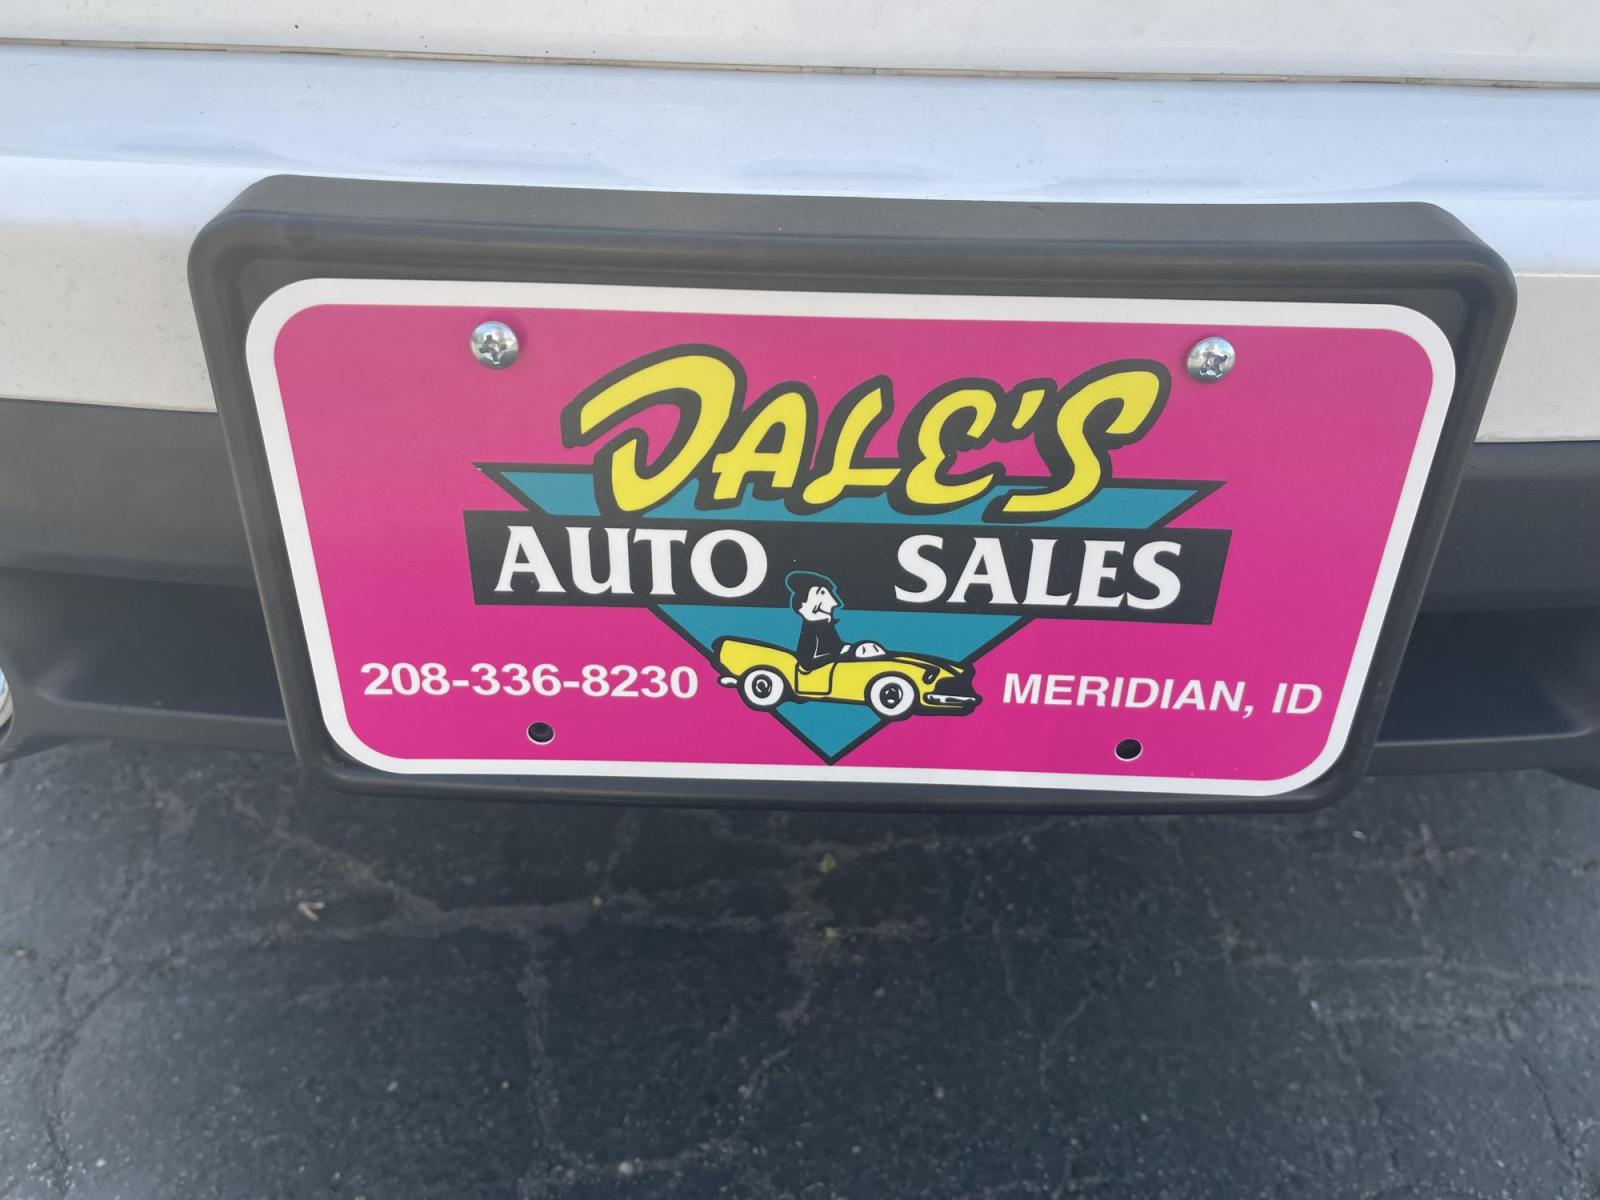 DALE'S
AUTO SALES
208-336-8230
MERIDIAN, ID